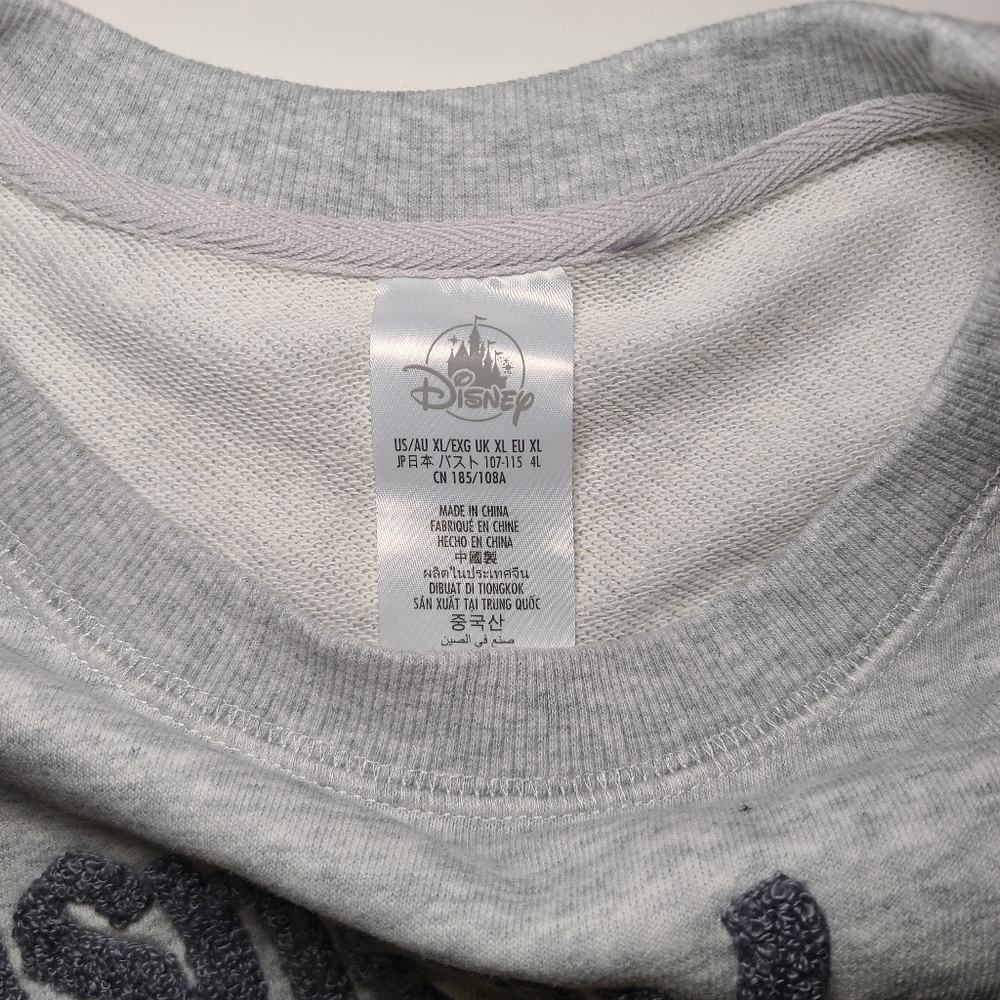 Disney
US/AU XL/EXG UK XL EU XL
JP日本 バスト 107-115 4L
CN 185/108A
MADE IN CHINA
FABRIQUÉ EN CHINE
HECHO EN CHINA
中國製
ผลิตในประเทศจีน
DIBUAT DI TIONGKOK
SẢN XUẤT TẠI TRUNG QUỐC
중국산
صنع في الصين